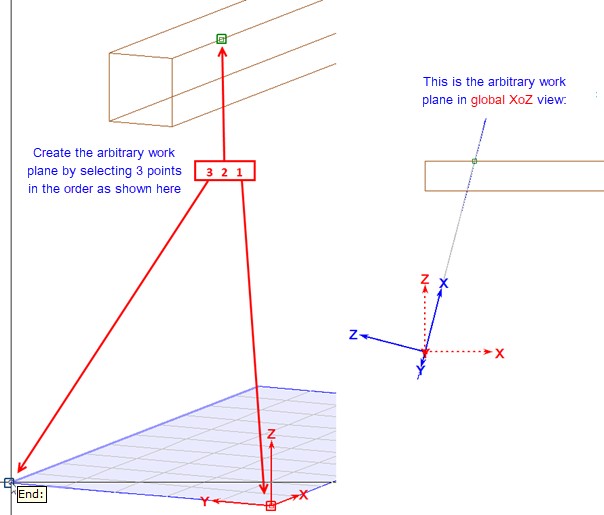 This is the arbitrary work
plane in global XoZ view:
Create the arbitrary work
plane by selecting 3 points
in the order as shown here
3 2 1
Z
X
Z
X
Y
Z
X
Y
End: